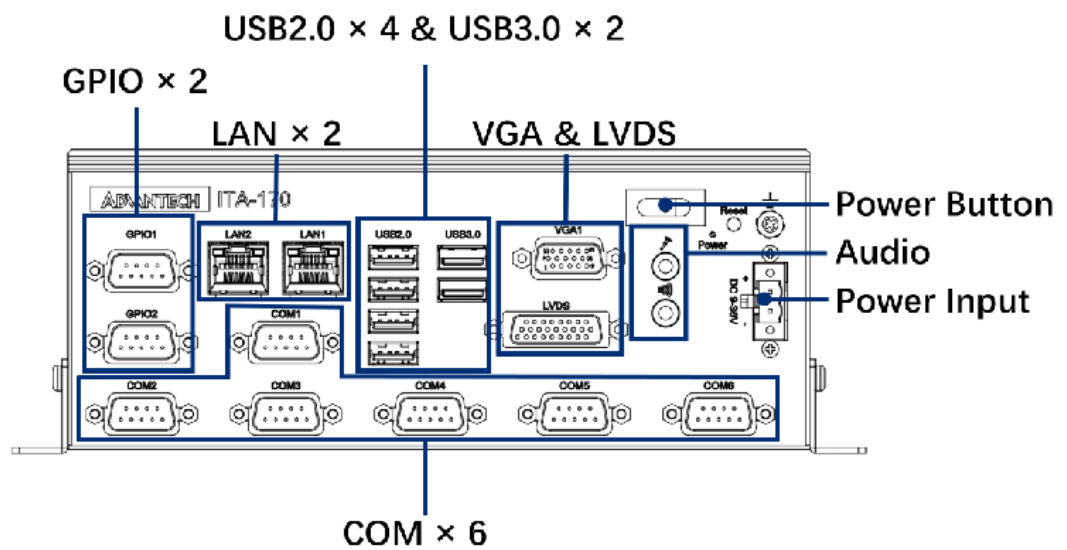 USB2.0 × 4 & USB3.0 × 2
GPIO × 2
LAN × 2
VGA & LVDS
ADVANTECH ITA-170
Power Button
Reset
Power
Audio
Power Input
GPIO1
LAN2
LAN1
USB2.0
USB3.0
VGA1
DC 9-36V
+
-
GPIO2
COM1
LVDS
COM2
COM3
COM4
COM5
COM6
COM × 6